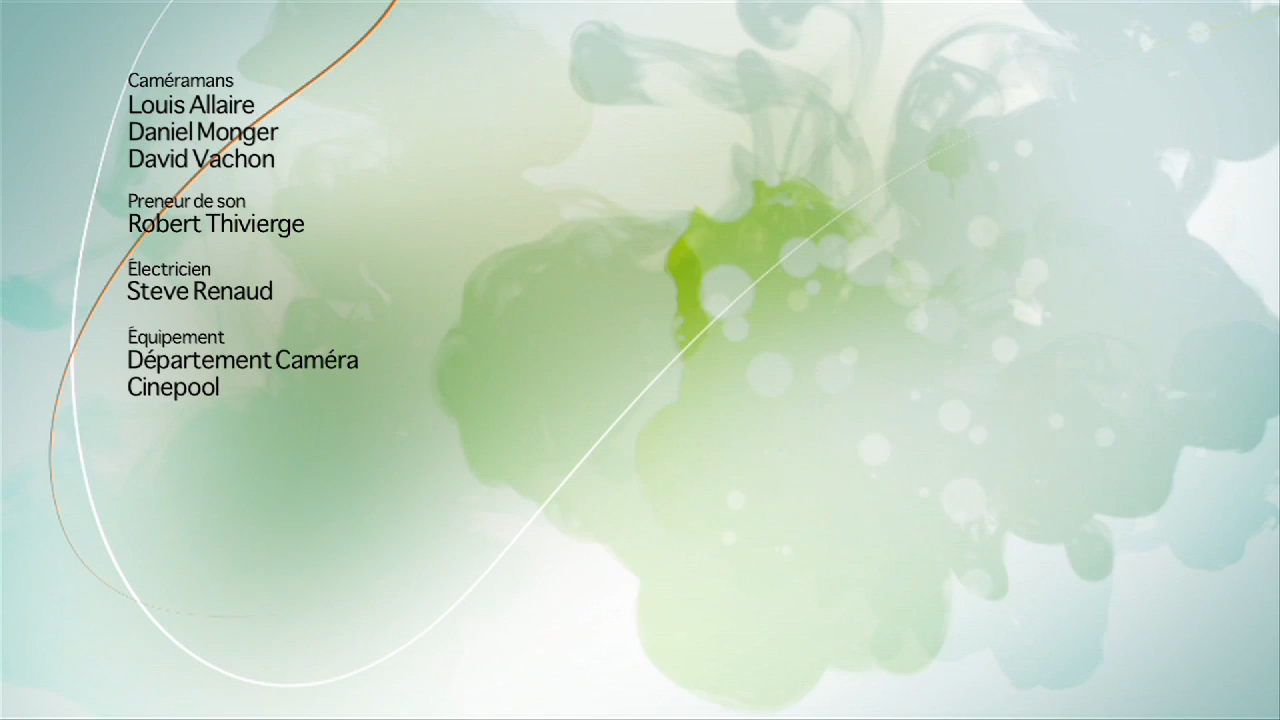 Caméramans
Louis Allaire
Daniel Monger
David Vachon
Preneur de son
Robert Thivierge
Électricien
Steve Renaud
Équipement
Département Caméra
Cinepool